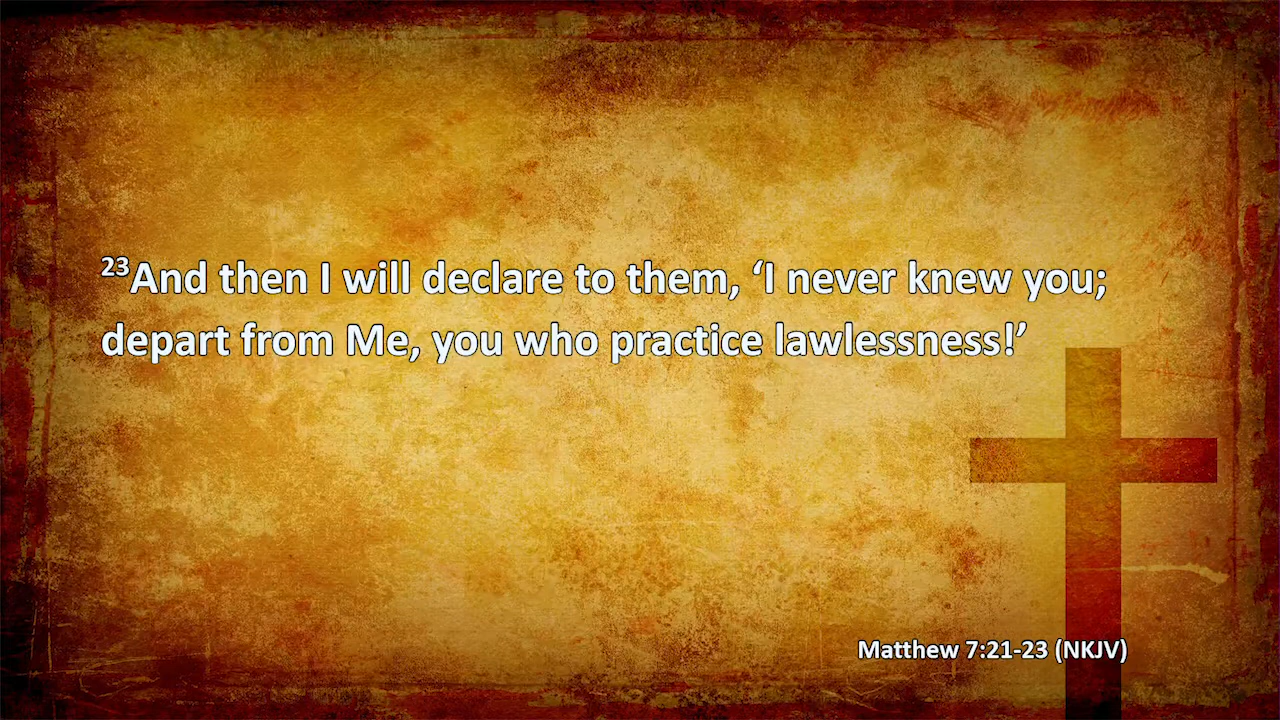 ²³And then I will declare to them, ‘I never knew you;
depart from Me, you who practice lawlessness!’
Matthew 7:21-23 (NKJV)